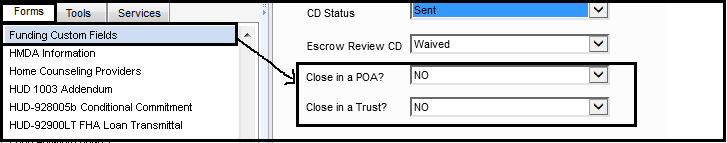 Forms Tools Services
Funding Custom Fields
HMDA Information
Home Counseling Providers
HUD 1003 Addendum
HUD-928005b Conditional Commitment
HUD-92900LT FHA Loan Transmittal
CD Status Sent
Escrow Review CD Waived
Close in a POA? NO
Close in a Trust? NO